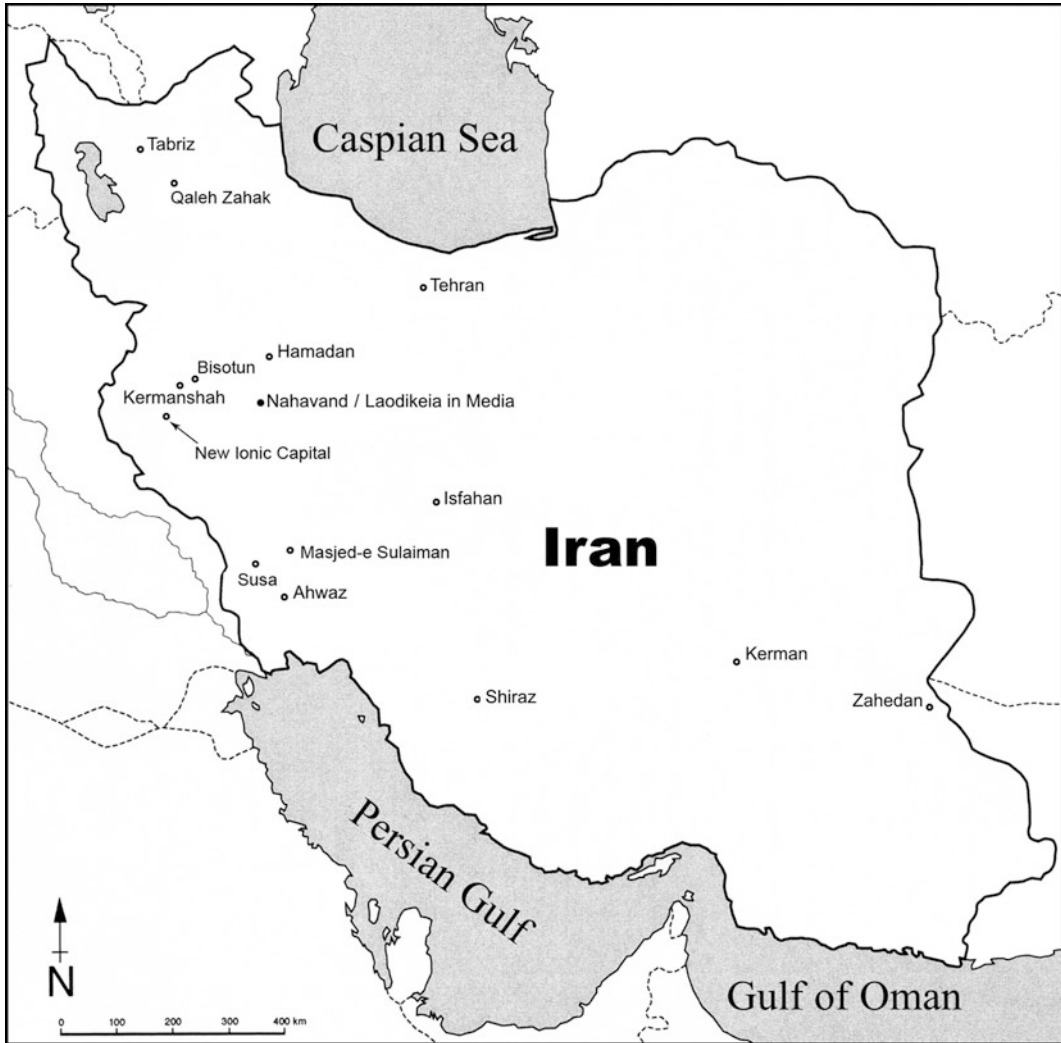 Caspian Sea
Tabriz
Qaleh Zahak
Tehran
Hamadan
Bisotun
Kermanshah
Nahavand / Laodikeia in Media
New Ionic Capital
Isfahan
Iran
Masjed-e Sulaiman
Susa
Ahwaz
Kerman
Shiraz
Zahedan
Persian Gulf
Gulf of Oman
N
0 100 200 300 400 km